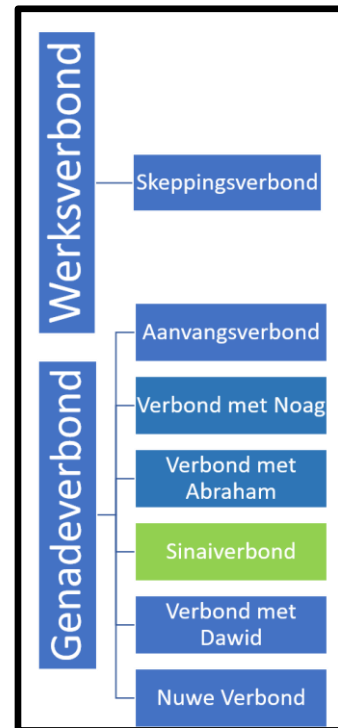 Werksverbond
Skeppingsverbond
Genadeverbond
Aanvangsverbond
Verbond met Noag
Verbond met
Abraham
Sinaiverbond
Verbond met
Dawid
Nuwe Verbond